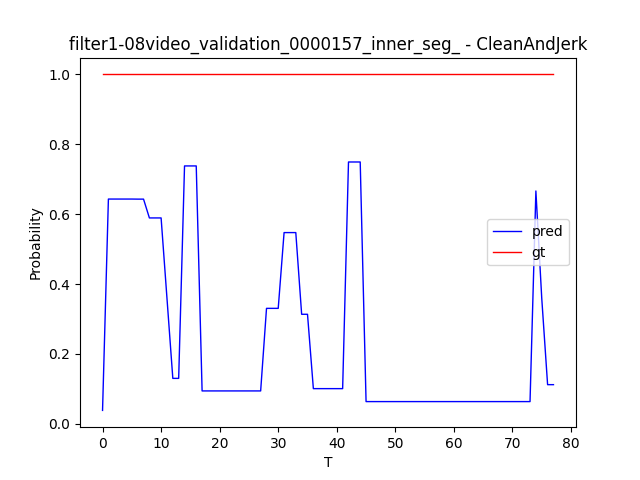 filter1-08video_validation_0000157_inner_seg_ - CleanAndJerk
1.0
0.8
0.6
0.4
0.2
0.0
Probability
pred
gt
0 10 20 30 40 50 60 70 80
T